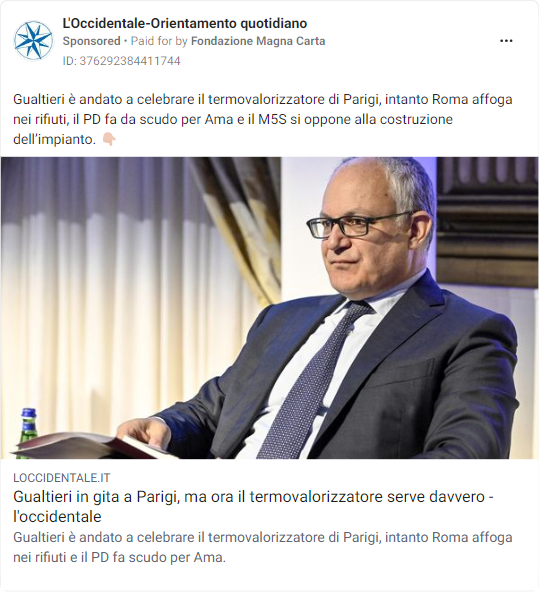 L'Occidentale-Orientamento quotidiano
Sponsored • Paid for by Fondazione Magna Carta
ID: 376292384411744
Gualtieri è andato a celebrare il termovalorizzatore di Parigi, intanto Roma affoga
nei rifiuti, il PD fa da scudo per Ama e il M5S si oppone alla costruzione
dell’impianto. 👇🏻
LOCCIDENTALE.IT
Gualtieri in gita a Parigi, ma ora il termovalorizzatore serve davvero -
l'occidentale
Gualtieri è andato a celebrare il termovalorizzatore di Parigi, intanto Roma affoga
nei rifiuti e il PD fa scudo per Ama.